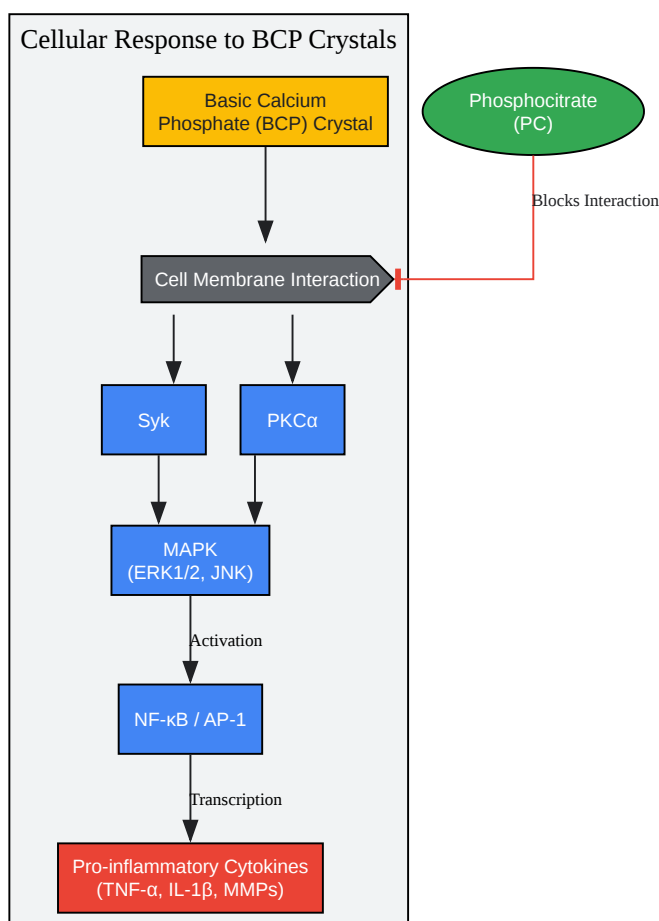 Cellular Response to BCP Crystals
Basic Calcium
Phosphate (BCP) Crystal
Phosphocitrate
(PC)
Blocks Interaction
Cell Membrane Interaction
Syk
PKCα
MAPK
(ERK1/2, JNK)
Activation
NF-κB / AP-1
Transcription
Pro-inflammatory Cytokines
(TNF-α, IL-1β, MMPs)